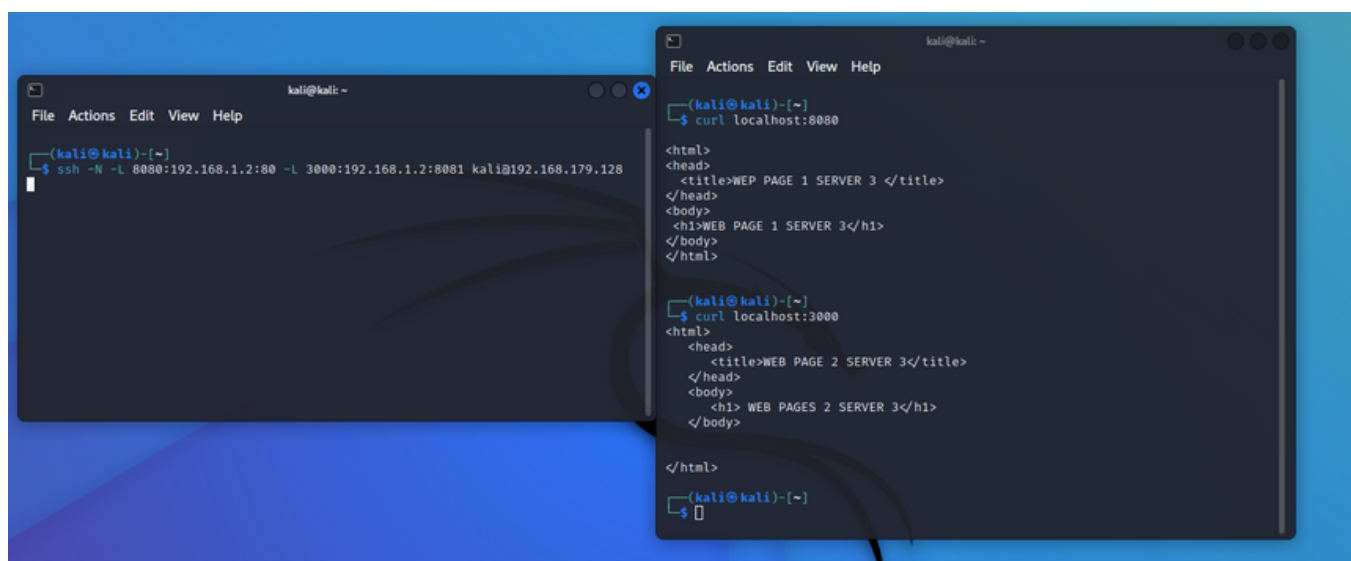 kali@kali: ~
File Actions Edit View Help
┌──(kali㉿kali)-[~]
└─$ ssh -N -L 8080:192.168.1.2:80 -L 3000:192.168.1.2:8081 kali@192.168.179.128
kali@kali: ~
File Actions Edit View Help
┌──(kali㉿kali)-[~]
└─$ curl localhost:8080
<html>
<head>
<title>WEP PAGE 1 SERVER 3 </title>
</head>
<body>
<h1>WEB PAGE 1 SERVER 3</h1>
</body>
</html>
┌──(kali㉿kali)-[~]
└─$ curl localhost:3000
<html>
<head>
<title>WEB PAGE 2 SERVER 3</title>
</head>
<body>
<h1> WEB PAGES 2 SERVER 3</h1>
</body>
</html>
┌──(kali㉿kali)-[~]
└─$